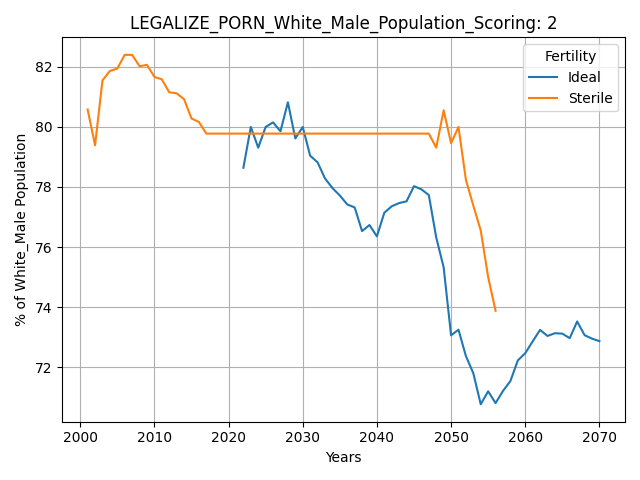 LEGALIZE_PORN_White_Male_Population_Scoring: 2
Fertility
Ideal
Sterile
% of White_Male Population
82
80
78
76
74
72
2000 2010 2020 2030 2040 2050 2060 2070
Years